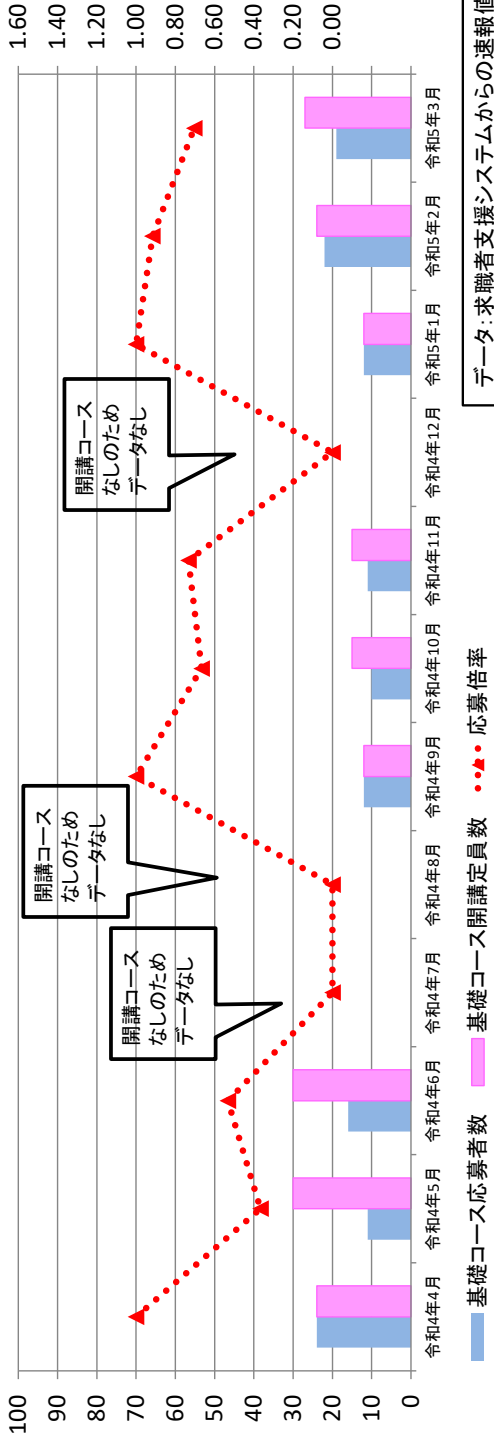 1.60
1.40
1.20
1.00
0.80
0.60
0.40
0.20
0.00
100
90
80
70
60
50
40
30
20
10
0
開講コース
なしのため
データなし
開講コース
なしのため
データなし
開講コース
なしのため
データなし
令和4年4月
令和4年5月
令和4年6月
令和4年7月
令和4年8月
令和4年9月
令和4年10月
令和4年11月
令和4年12月
令和5年1月
令和5年2月
令和5年3月
基礎コース応募者数
基礎コース開講定員数
応募倍率
データ:求職者支援システムからの速報値